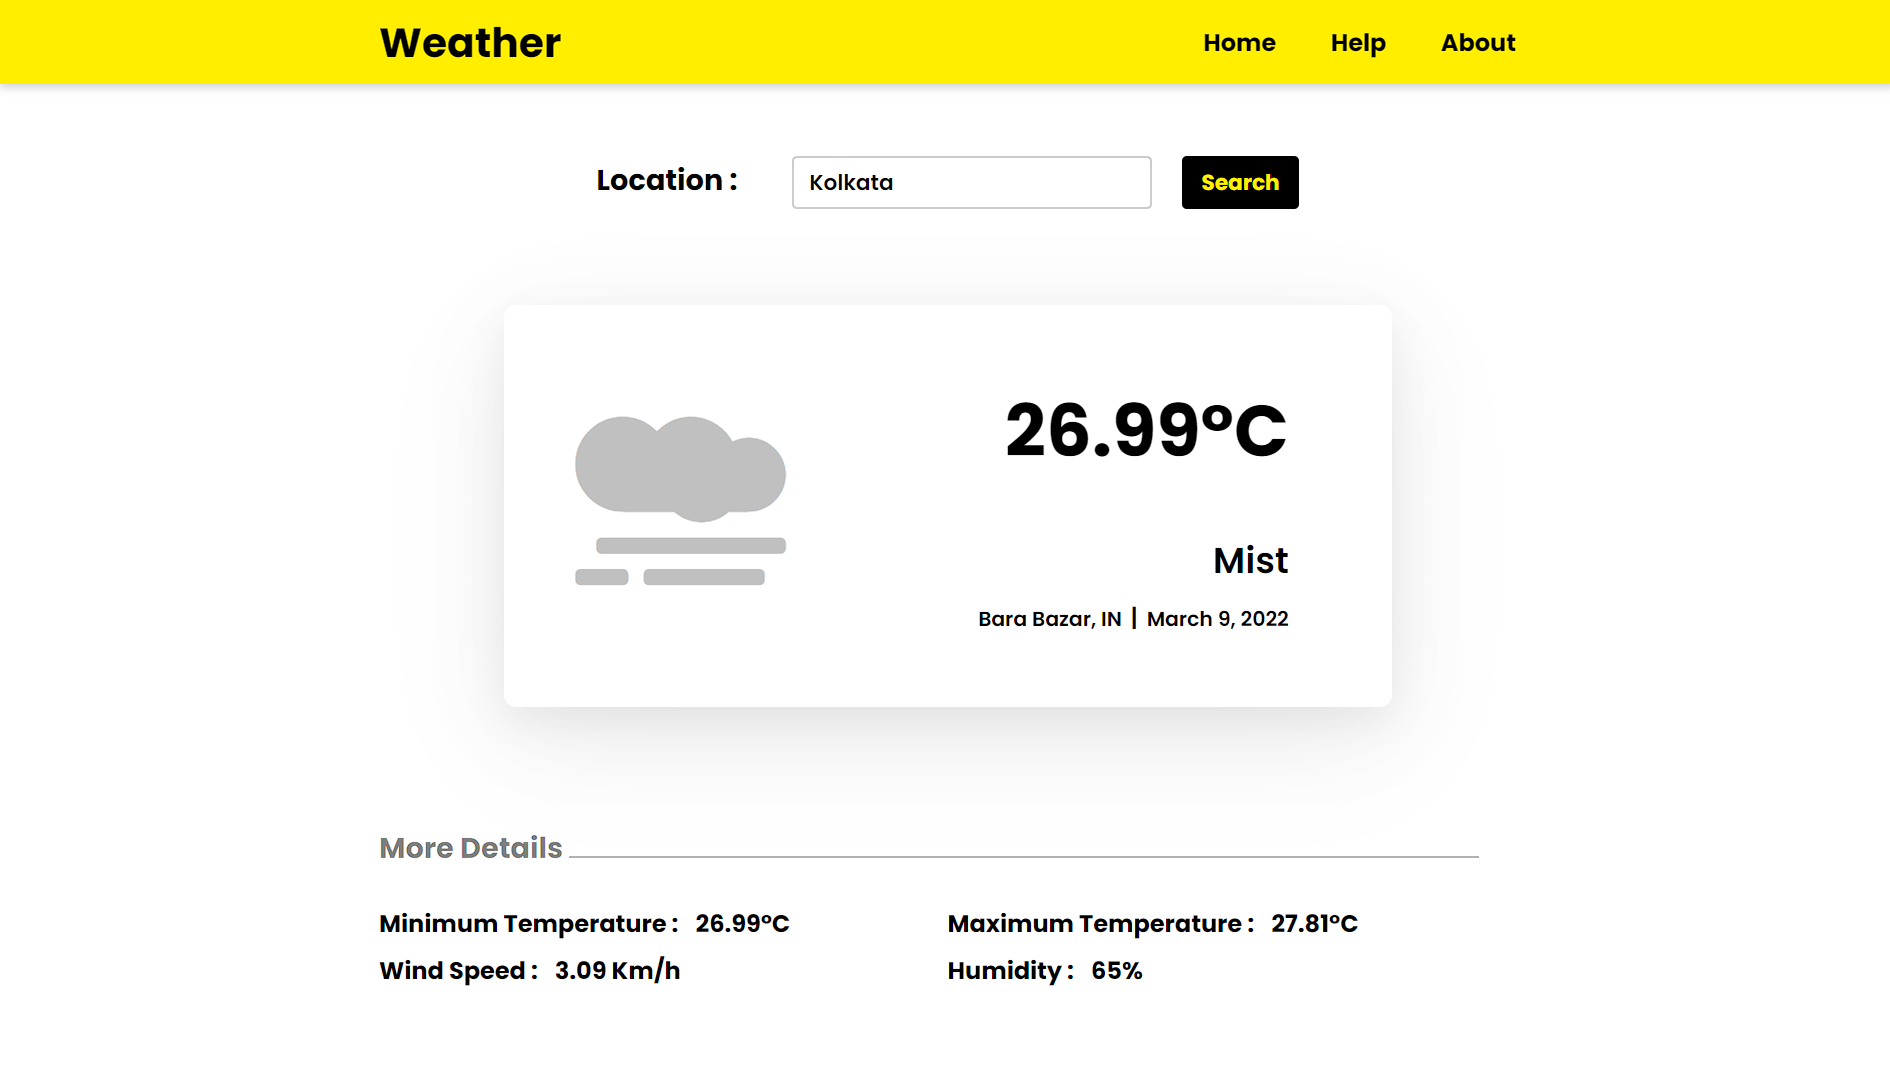 Weather Home Help About
Location : Kolkata Search
26.99°C
Mist
Bara Bazar, IN | March 9, 2022
More Details
Minimum Temperature : 26.99°C Maximum Temperature : 27.81°C
Wind Speed : 3.09 Km/h Humidity : 65%